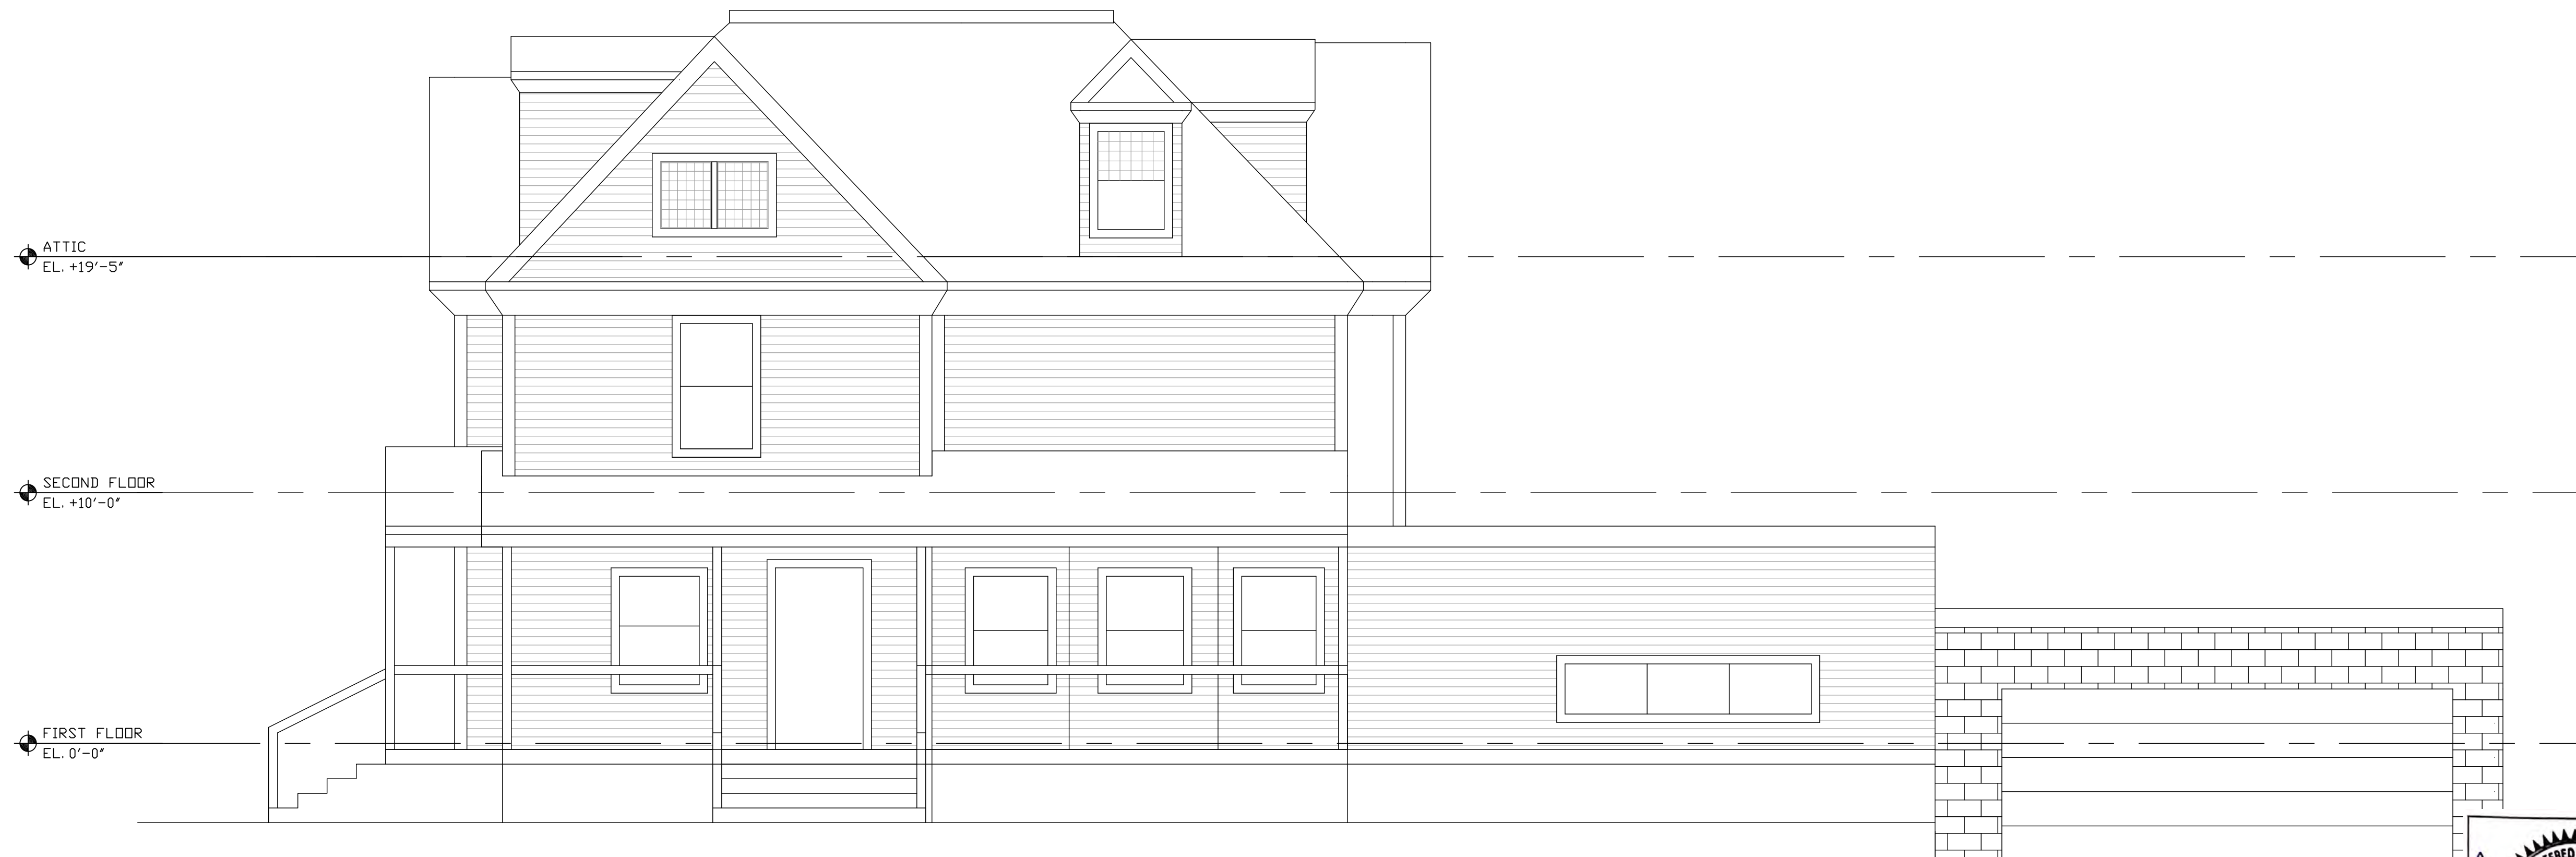 ATTIC
EL. +19'-5"
SECOND FLOOR
EL. +10'-0"
FIRST FLOOR
EL. 0'-0"